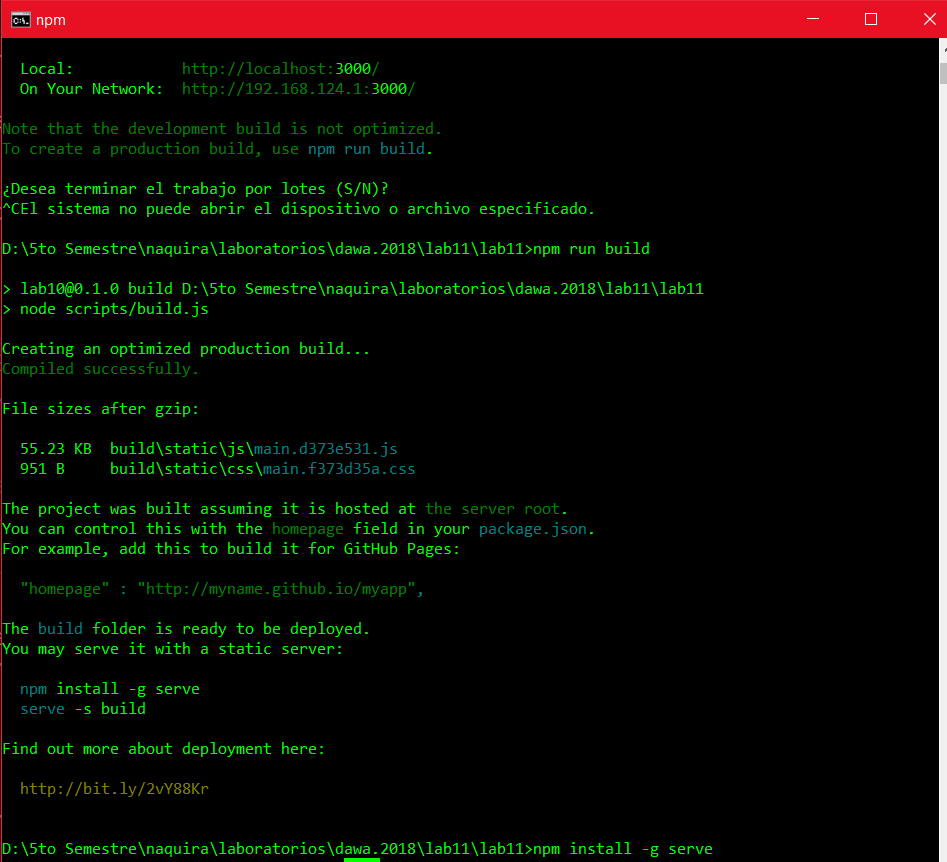 npm
Local: http://localhost:3000/
On Your Network: http://192.168.124.1:3000/
Note that the development build is not optimized.
To create a production build, use npm run build.
¿Desea terminar el trabajo por lotes (S/N)?
^CEl sistema no puede abrir el dispositivo o archivo especificado.
D:\5to Semestre\naquira\laboratorios\dawa.2018\lab11\lab11>npm run build
> lab10@0.1.0 build D:\5to Semestre\naquira\laboratorios\dawa.2018\lab11\lab11
> node scripts/build.js
Creating an optimized production build...
Compiled successfully.
File sizes after gzip:
55.23 KB build\static\js\main.d373e531.js
951 B build\static\css\main.f373d35a.css
The project was built assuming it is hosted at the server root.
You can control this with the homepage field in your package.json.
For example, add this to build it for GitHub Pages:
"homepage" : "http://myname.github.io/myapp",
The build folder is ready to be deployed.
You may serve it with a static server:
npm install -g serve
serve -s build
Find out more about deployment here:
http://bit.ly/2vY88Kr
D:\5to Semestre\naquira\laboratorios\dawa.2018\lab11\lab11>npm install -g serve